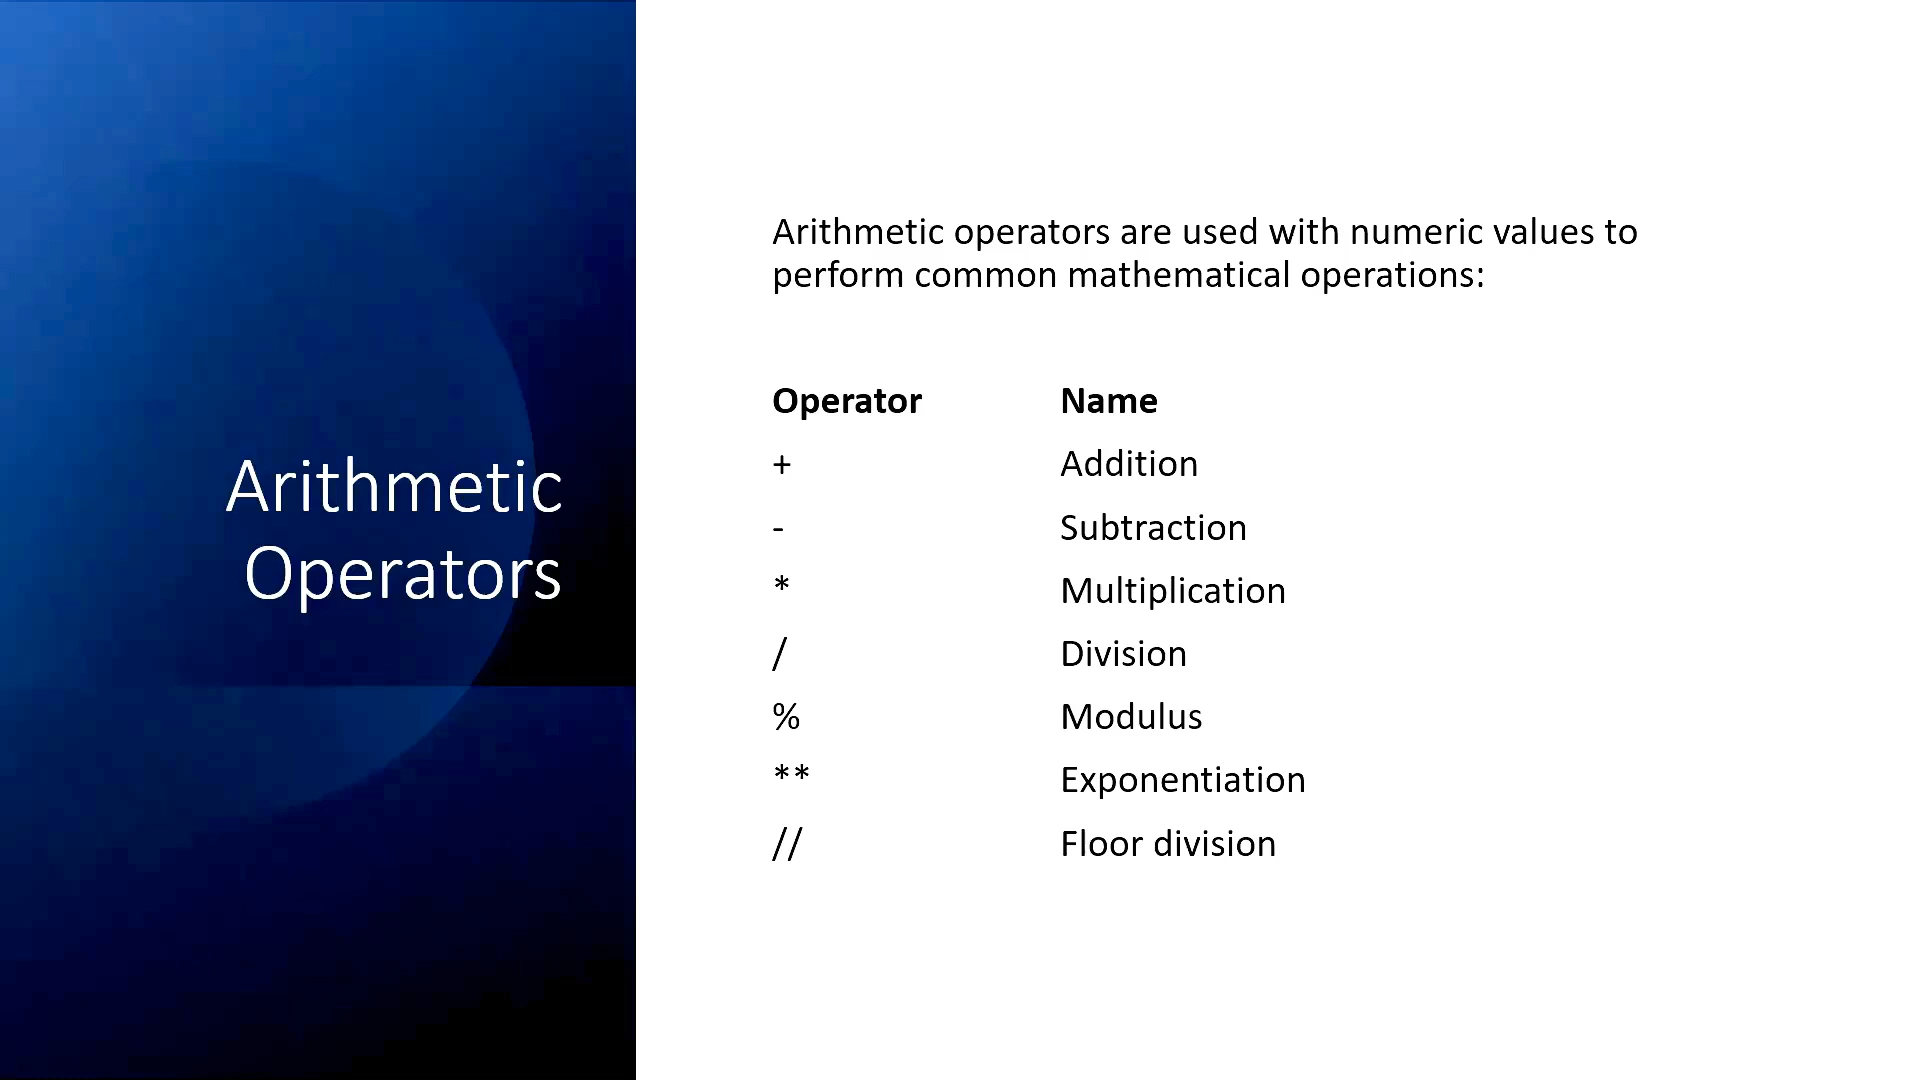 Arithmetic
Operators
Arithmetic operators are used with numeric values to
perform common mathematical operations:
Operator Name
+ Addition
- Subtraction
* Multiplication
/ Division
% Modulus
** Exponentiation
// Floor division